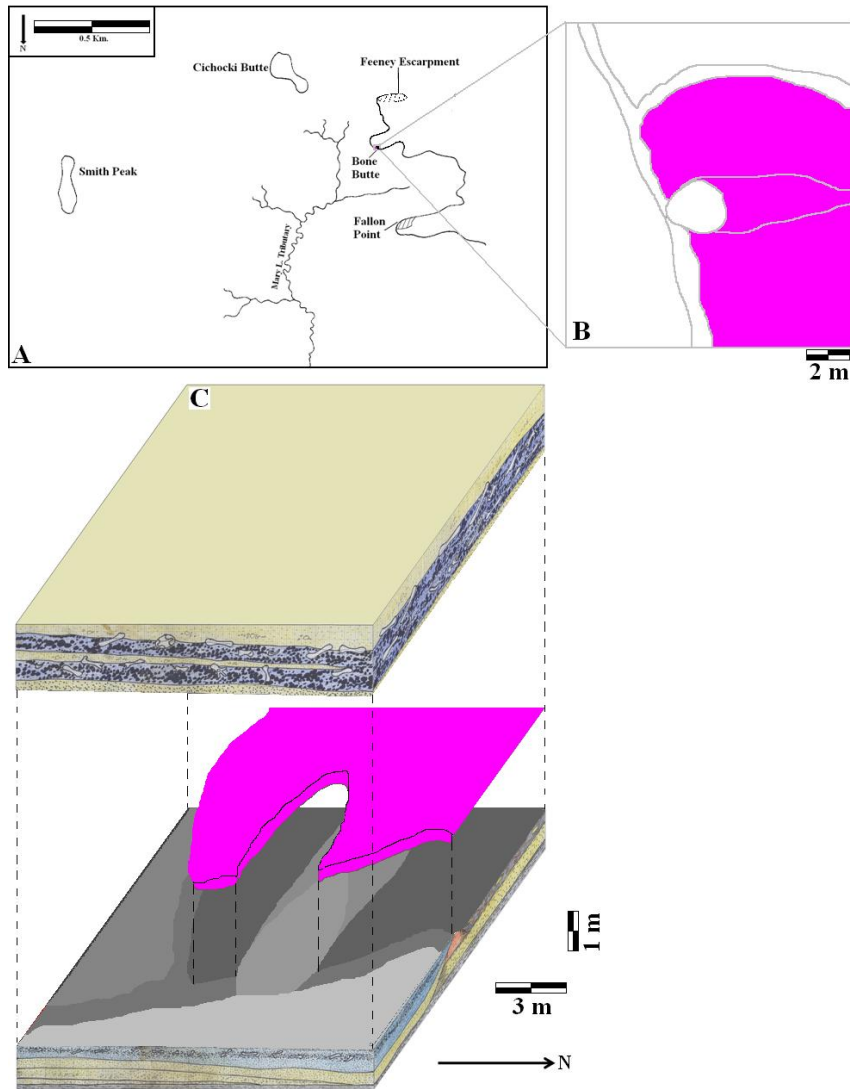 N
0.5 Km.
Cichocki Butte
Feeney Escarpment
Smith Peak
Bone
Butte
Fallon
Point
Mary L. Tributary
A
B
2 m
C
1 m
3 m
N